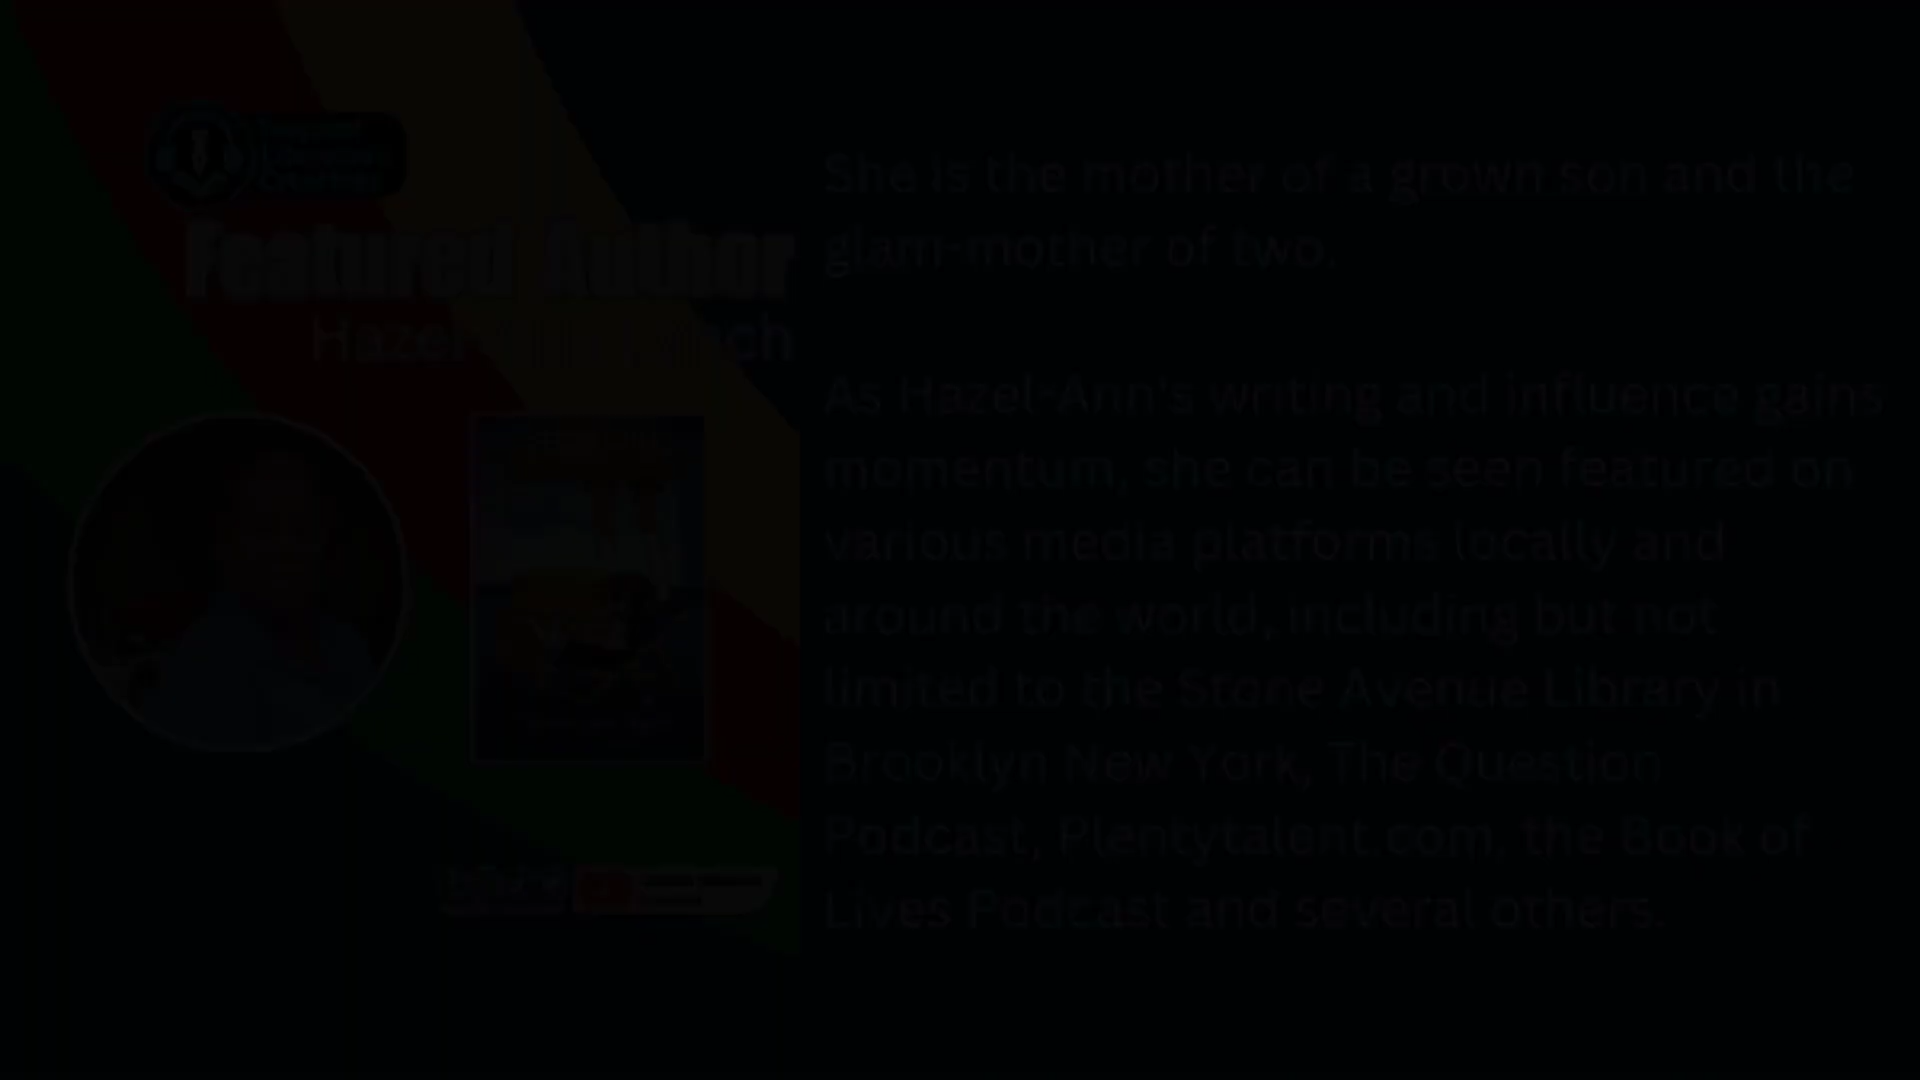 Featured Author
Hazel
She is the mother of a grown son and the
glam-mother of two.
As Hazel-Ann's writing and influence gains
momentum, she can be seen featured on
various media platforms locally and
around the world, including but not
limited to the Stone Avenue Library in
Brooklyn New York, The Question
Podcast, Plentytalent.com, the Book of
Lives Podcast and several others.